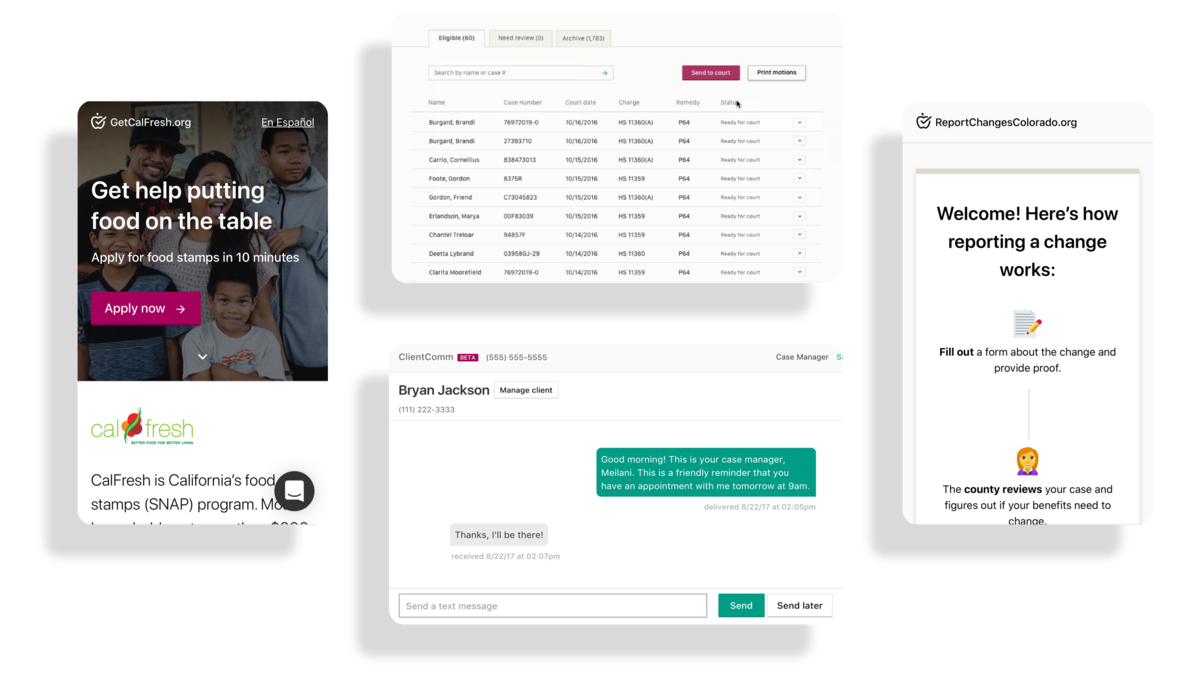 GetCalFresh.org En Español
Get help putting
food on the table
Apply for food stamps in 10 minutes
Apply now →
cal fresh
BETTER FOOD FOR BETTER LIVING
CalFresh is California’s food
stamps (SNAP) program.
Eligible (60) Need review (0) Archive (1,783)
Search by name or case # →
Send to court Print motions
Name Case number Court date Charge Remedy Status
Burgard, Brandi 76972019-0 10/16/2016 HS 11360(A) P64 Ready for court
Burgard, Brandi 27393710 10/16/2016 HS 11360(A) P64 Ready for court
Carrio, Cornellius 838473013 10/15/2016 HS 11360(A) P64 Ready for court
Foote, Gordon 8375R 10/15/2016 HS 11359 P64 Ready for court
Gordon, Friend C73045823 10/15/2016 HS 11360(A) P64 Ready for court
Erlandson, Marya 00F83039 10/15/2016 HS 11359 P64 Ready for court
Chantel Treloar 94857F 10/14/2016 HS 11359 P64 Ready for court
Deetta Lybrand 03958GJ-29 10/14/2016 HS 11360 P64 Ready for court
Clarita Moorefield 76972019-0 10/14/2016 HS 11359 P64 Ready for court
ClientComm BETA (555) 555-5555 Case Manager
Bryan Jackson Manage client
(111) 222-3333
Good morning! This is your case manager,
Meilani. This is a friendly reminder that you
have an appointment with me tomorrow at 9am.
delivered 8/22/17 at 02:05pm
Thanks, I'll be there!
received 8/22/17 at 02:07pm
Send a text message Send Send later
ReportChangesColorado.org
Welcome! Here’s how
reporting a change
works:
Fill out a form about the change and
provide proof.
The county reviews your case and
figures out if your benefits need to
change.